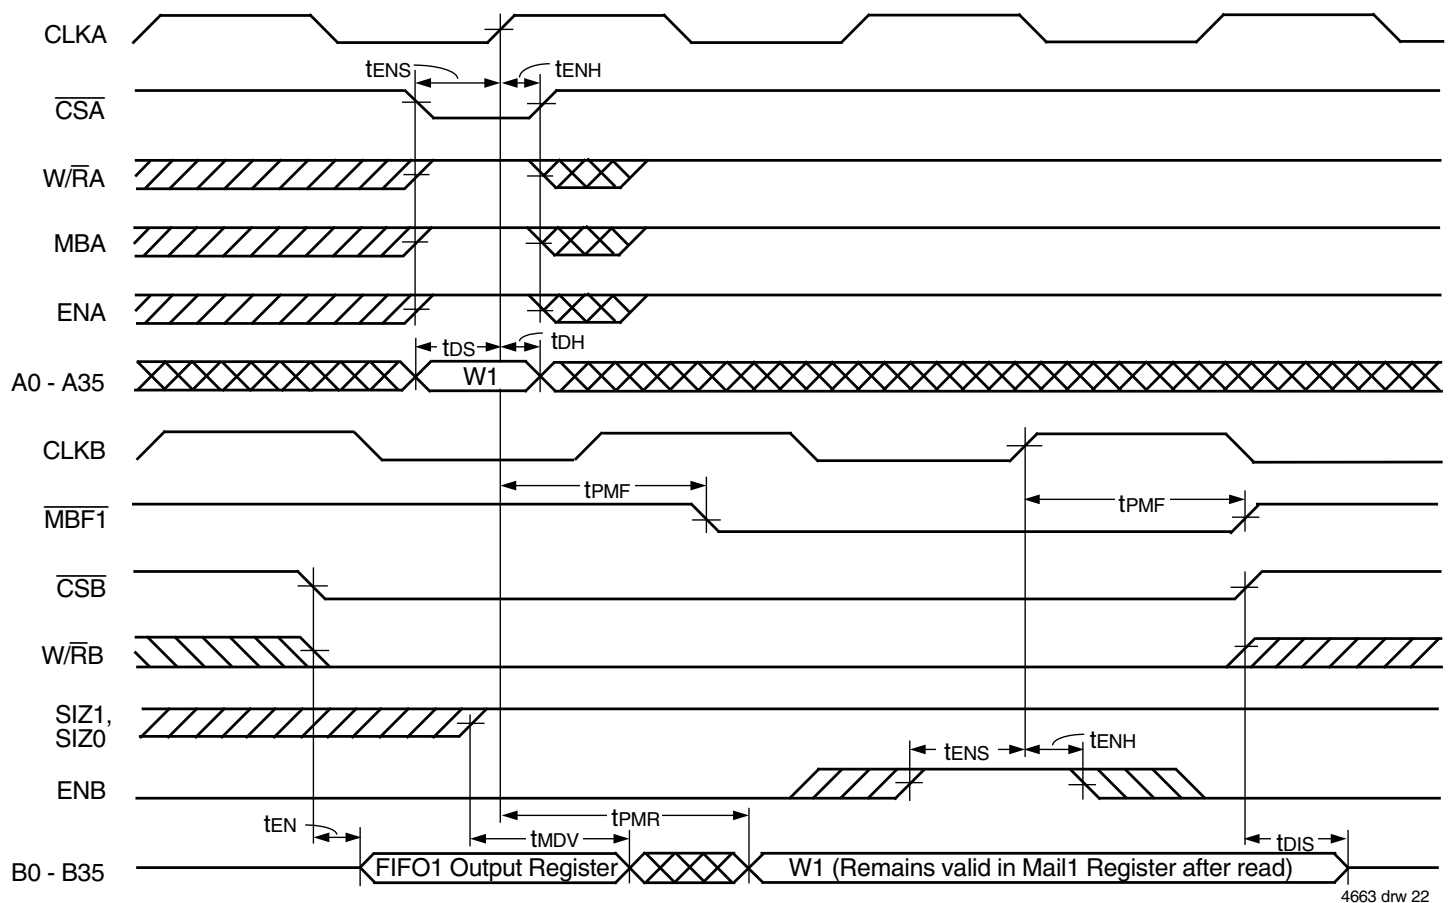 CLKA
tENS
tENH
CSA
W/RA
MBA
ENA
tDS
tDH
A0 - A35
W1
CLKB
tPMF
tPMF
MBF1
CSB
W/RB
SIZ1,
SIZ0
tENS
tENH
ENB
tEN
tPMR
tMDV
tDIS
B0 - B35
FIFO1 Output Register
W1 (Remains valid in Mail1 Register after read)
4663 drw 22